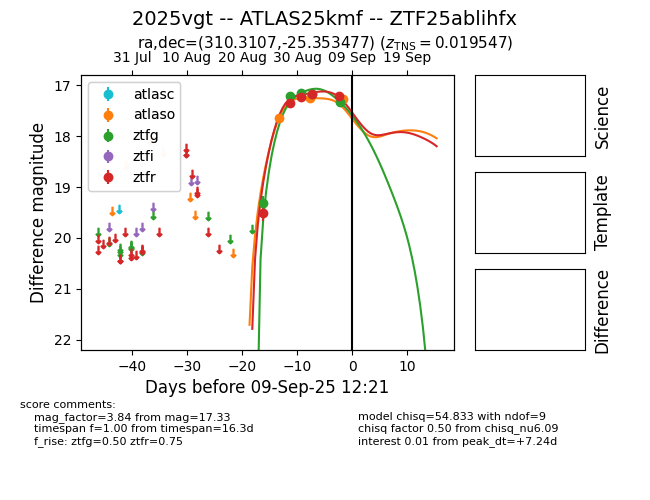 2025vgt -- ATLAS25kmf -- ZTF25ablihfx
ra,dec=(310.3107,-25.353477) (z_TNS = 0.019547)
31 Jul 10 Aug 20 Aug 30 Aug 09 Sep 19 Sep
atlasc
atlaso
ztfg
ztfi
ztfr
17
18
19
20
21
22
Difference magnitude
−40 −30 −20 −10 0 10
Days before 09-Sep-25 12:21
Science
Template
Difference
score comments:
mag_factor=3.84 from mag=17.33
timespan f=1.00 from timespan=16.3d
f_rise: ztfg=0.50 ztfr=0.75
model chisq=54.833 with ndof=9
chisq factor 0.50 from chisq_nu6.09
interest 0.01 from peak_dt=+7.24d